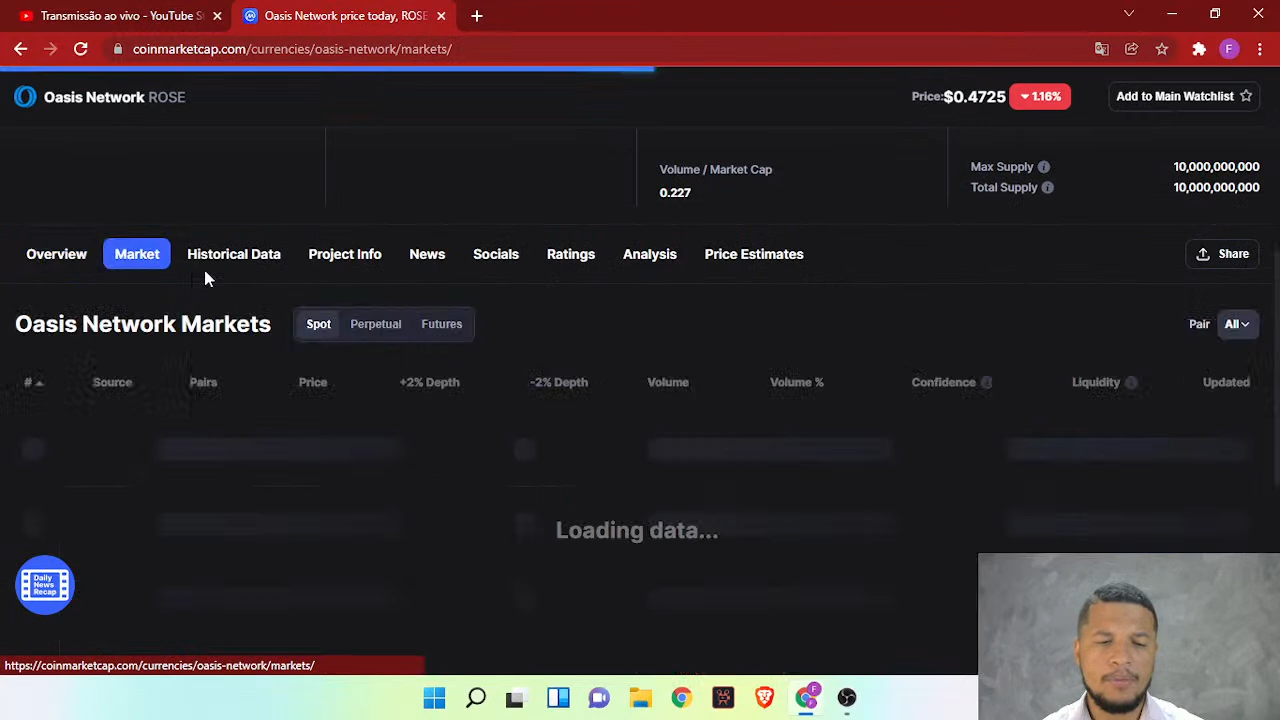 Transmissão ao vivo - YouTube S
Oasis Network price today, ROSE
coinmarketcap.com/currencies/oasis-network/markets/
F
Oasis Network ROSE
Price: $0.4725
1.16%
Add to Main Watchlist
Volume / Market Cap
0.227
Max Supply
10,000,000,000
Total Supply
10,000,000,000
Overview
Market
Historical Data
Project Info
News
Socials
Ratings
Analysis
Price Estimates
Share
Oasis Network Markets
Spot
Perpetual
Futures
Pair
All
#
Source
Pairs
Price
+2% Depth
-2% Depth
Volume
Volume %
Confidence
Liquidity
Updated
Loading data...
Daily
News
Recap
https://coinmarketcap.com/currencies/oasis-network/markets/
F